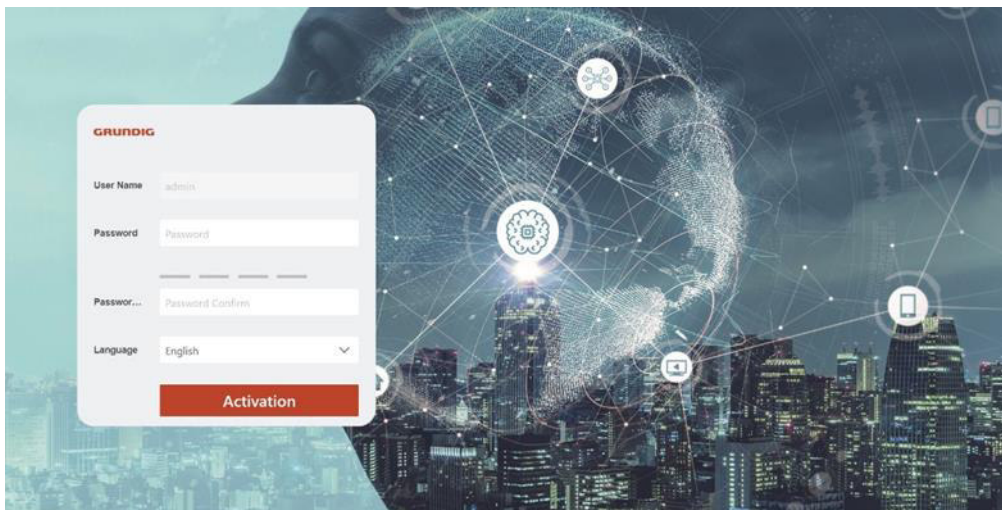 GRUNDIG
User Name admin
Password Password
Passwor... Password Confirm
Language English
Activation